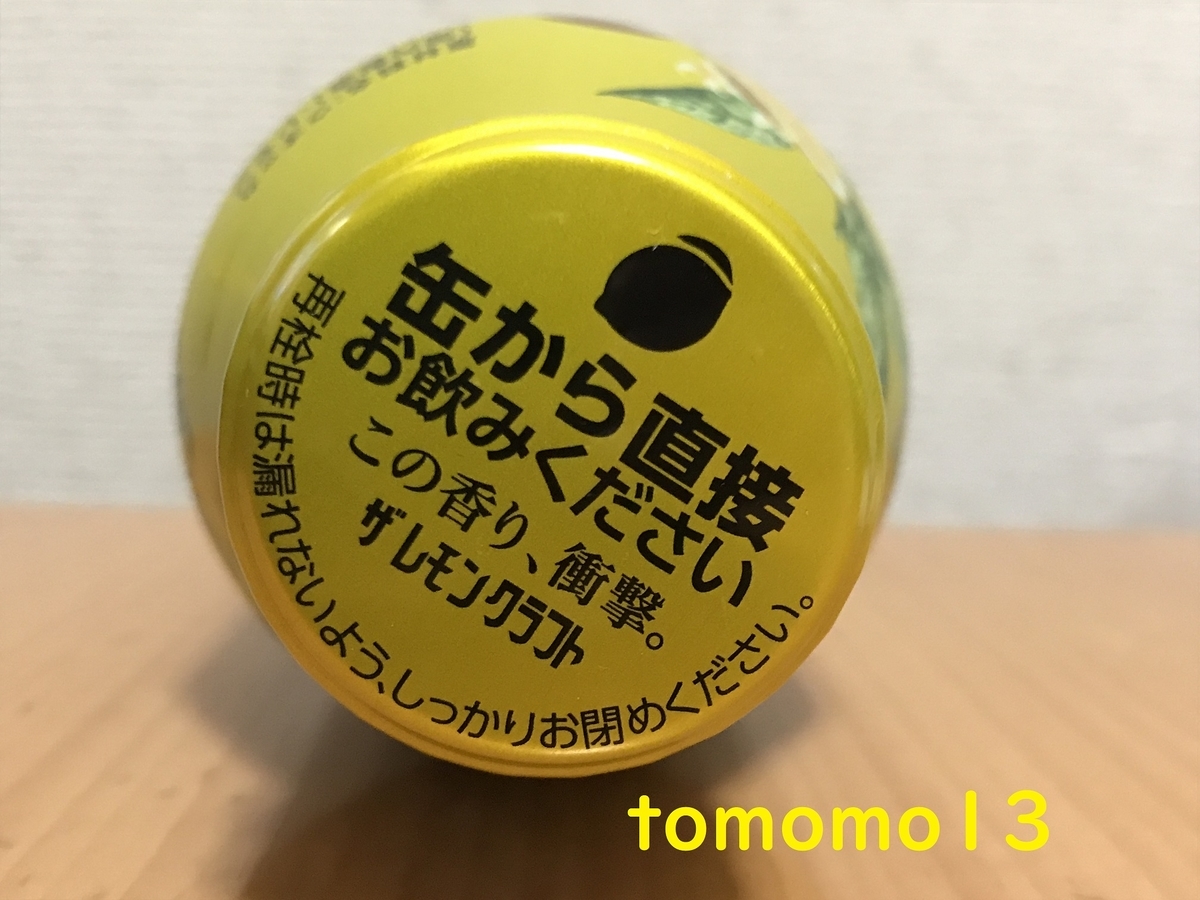 缶から直接
お飲みください
この香り、衝撃。
ザ レモンクラフト
再栓時は漏れないよう、しっかりお閉めください。
tomomo13